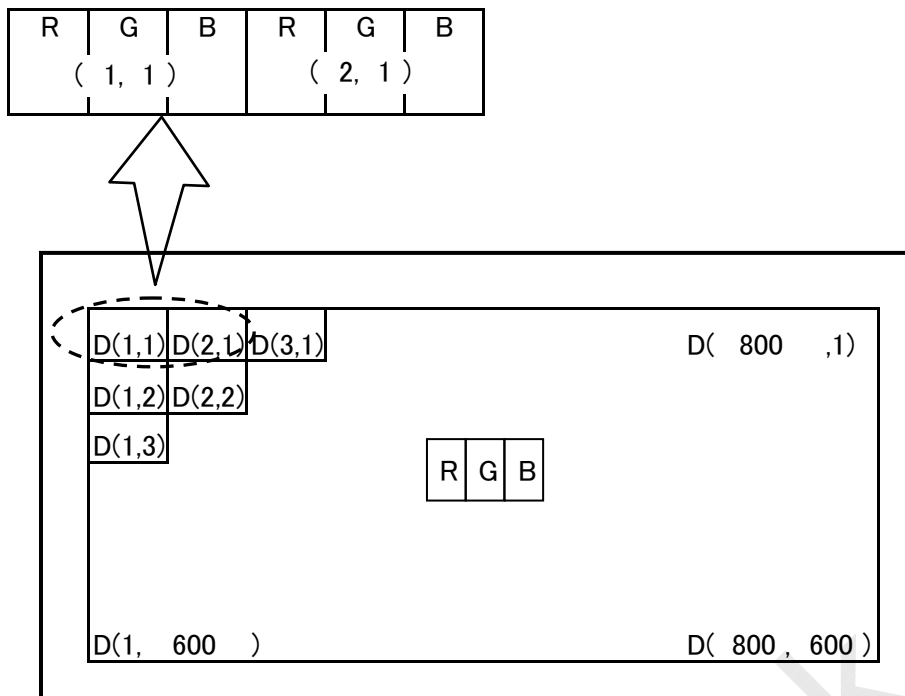 R G B R G B
( 1, 1 ) ( 2, 1 )
D(1,1) D(2,1) D(3,1) D( 800 ,1)
D(1,2) D(2,2)
D(1,3)
R G B
D(1, 600 ) D( 800 , 600 )